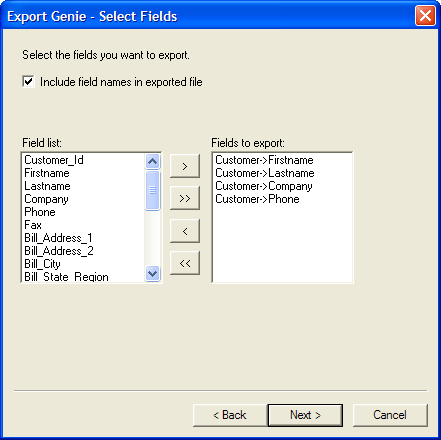 Export Genie - Select Fields
Select the fields you want to export.
Include field names in exported file
Field list:
Customer_Id
Firstname
Lastname
Company
Phone
Fax
Bill_Address_1
Bill_Address_2
Bill_City
Bill_State_Region
>
>>
<
<<
Fields to export:
Customer->Firstname
Customer->Lastname
Customer->Company
Customer->Phone
< Back
Next >
Cancel